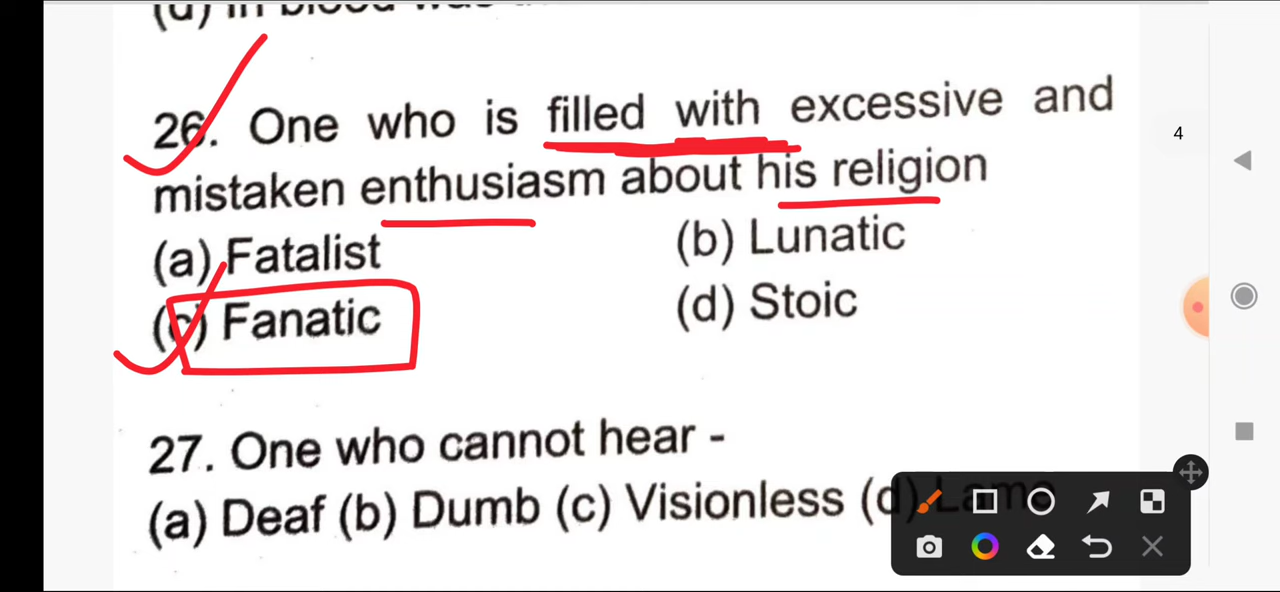 26. One who is filled with excessive and
4
mistaken enthusiasm about his religion
(a) Fatalist (b) Lunatic
(c) Fanatic (d) Stoic
27. One who cannot hear -
(a) Deaf (b) Dumb (c) Visionless (d) Lame